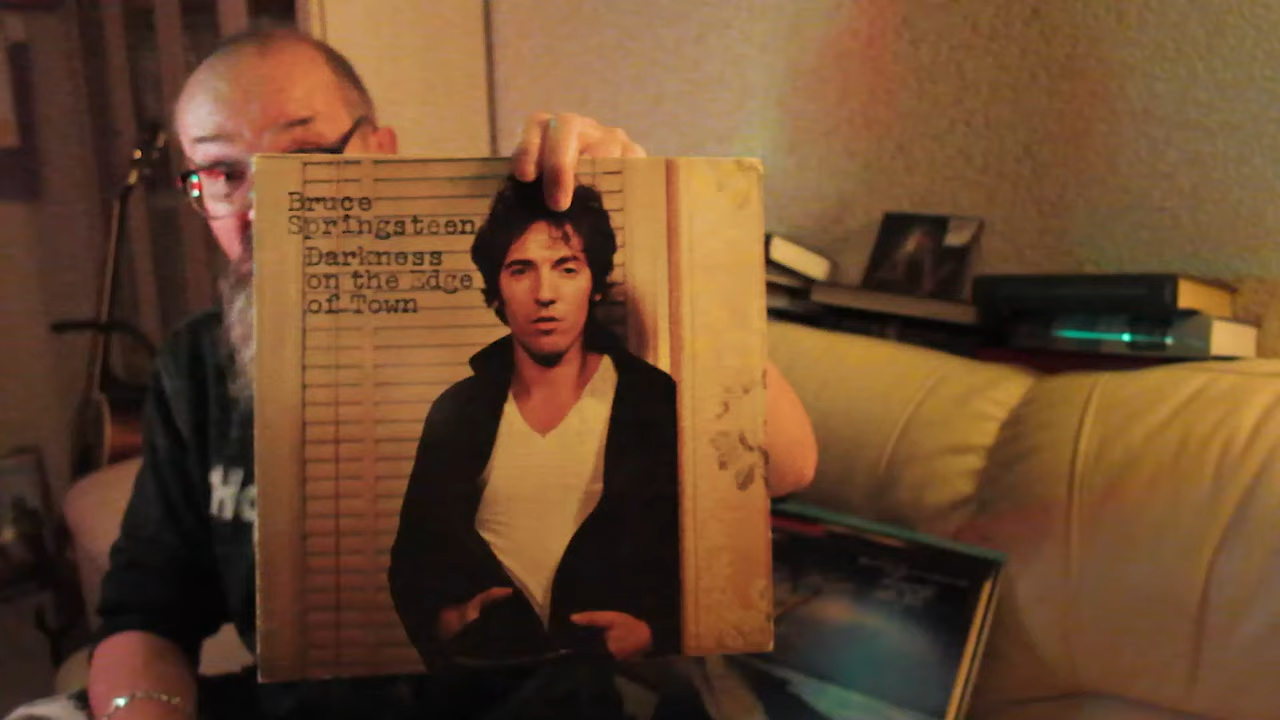 Bruce
Springsteen
Darkness
on the Edge
of Town